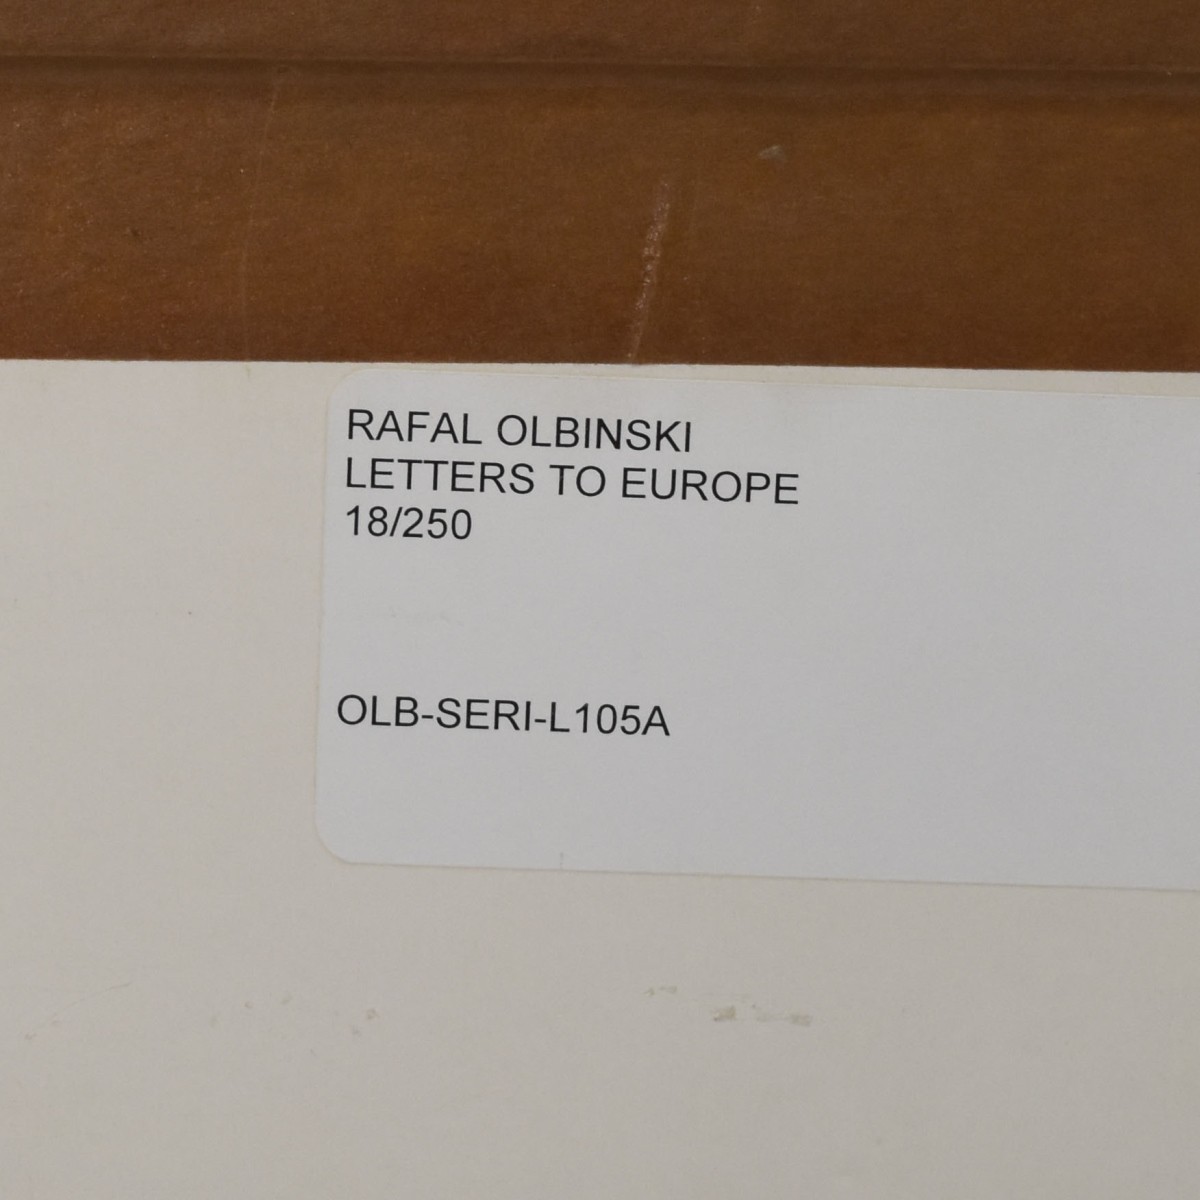 RAFAL OLBINSKI
LETTERS TO EUROPE
18/250
OLB-SERI-L105A